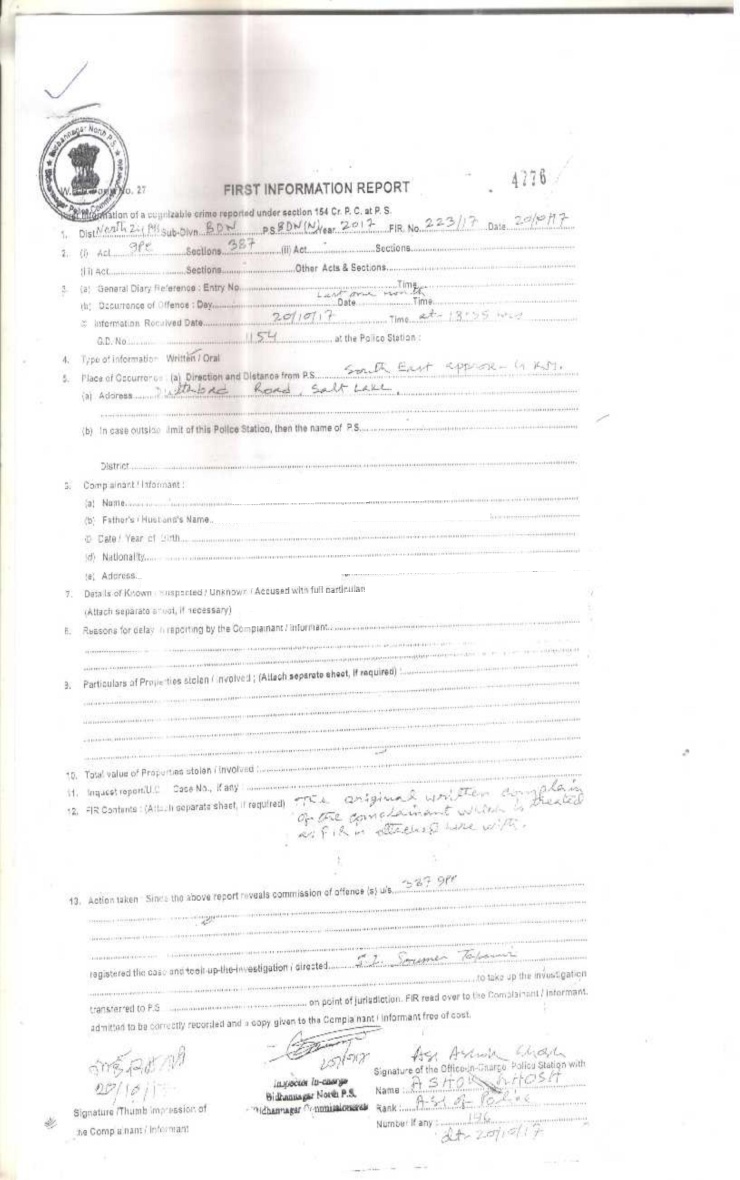 4776
Bidhannagar North P.S.
No. 27
FIRST INFORMATION REPORT
First Information of a cognizable crime reported under section 154 Cr. P. C. at P. S.
1. Dist North 24 Sub-Divn. BDN P.S BDN(N) Year 2017 FIR. No. 223/17 Date 20/10/17
2. (i) Act IPC Sections 387 (ii) Act Sections
(iii) Act Sections Other Acts & Sections
3. (a) General Diary Reference : Entry No. Time
Last one month
(b) Occurrence of Offence : Day Date Time
© Information Received Date 20/10/17 Time at
G.D. No. 1154 at the Police Station :
4. Type of information Written / Oral
5. Place of Occurrence : (a) Direction and Distance from P.S. South East approx
(a) Address Road, Salt Lake,
(b) In case outside limit of this Police Station, then the name of P.S.
District
6. Complainant / Informant :
(a) Name
(b) Father's / Husband's Name
© Date / Year of Birth
(d) Nationality
(e) Address
7. Details of Known / Suspected / Unknown / Accused with full particulars
(Attach separate sheet, if necessary)
8. Reasons for delay in reporting by the Complainant / Informant
9. Particulars of Properties stolen / involved ; (Attach separate sheet, if required) :
10. Total value of Properties stolen / Involved :
11. Inquest report/U.D. Case No., if any
12. FIR Contents : (Attach separate sheet, if required) The original written complain
of the complainant which is treated
as FIR is attached here with.
13. Action taken Since the above report reveals commission of offence (s) u/s. 387 IPC
registered the case and took up the investigation / directed S.I. Soumen
to take up the investigation
transferred to P.S. on point of jurisdiction. FIR read over to the Complainant / Informant.
admitted to be correctly recorded and a copy given to the Complainant / Informant free of cost.
20/10/17
Inspector In-charge
Bidhannagar North P.S.
Bidhannagar Commissionerate
20/10/17
Signature /Thumb impression of
the Complainant / Informant
ASI Ashok Ghosh
Signature of the Officer-in-Charge, Police Station with
Name : ASHOK GHOSH
Rank : A.S.I of Police
Number If any : 196
dt- 20/10/17